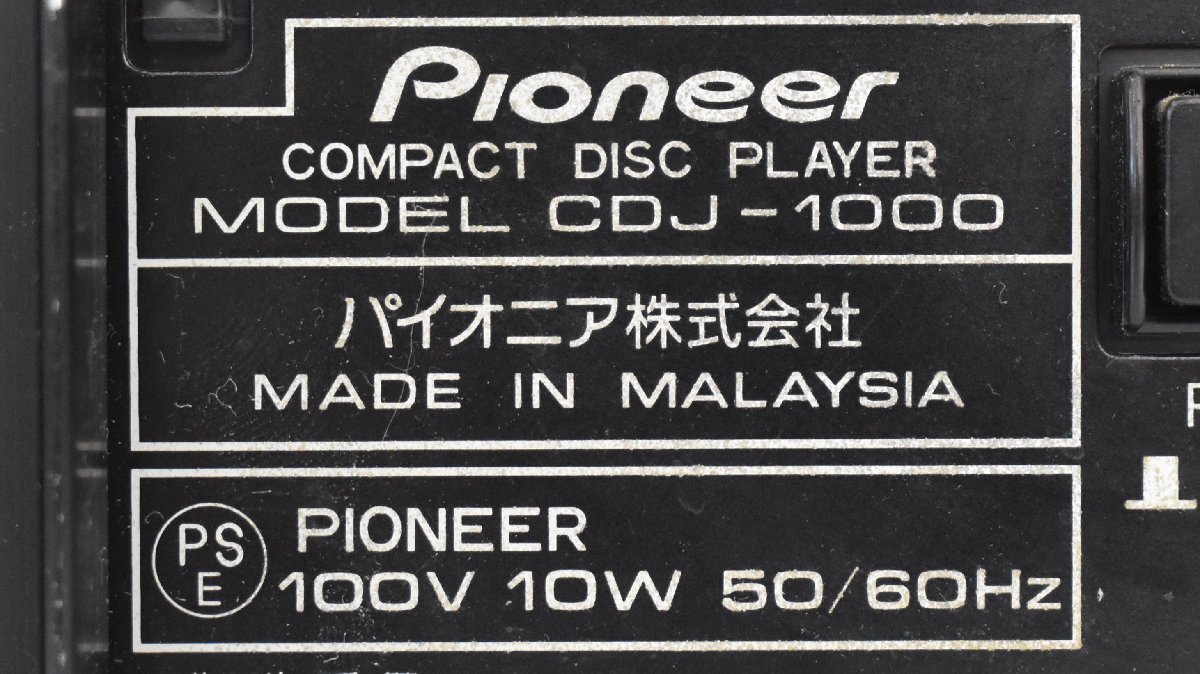 Pioneer
COMPACT DISC PLAYER
MODEL CDJ-1000
パイオニア株式会社
MADE IN MALAYSIA
PS
E
PIONEER
100V 10W 50/60Hz